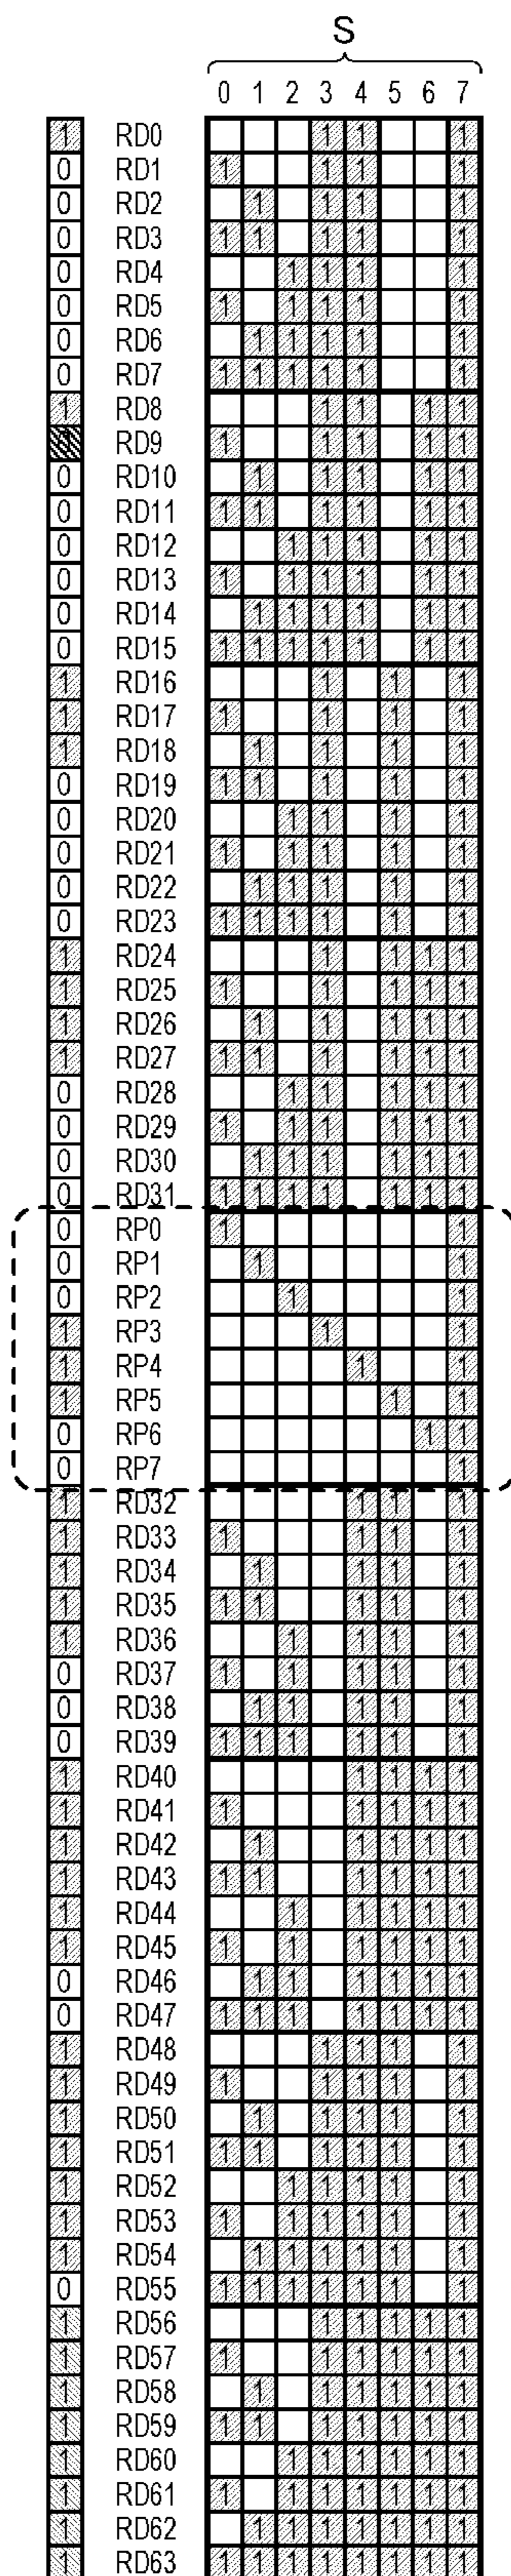 S
0 1 2 3 4 5 6 7
1 RD0 1 1 1
0 RD1 1 1 1 1
0 RD2 1 1 1 1
0 RD3 1 1 1 1 1
0 RD4 1 1 1 1
0 RD5 1 1 1 1 1
0 RD6 1 1 1 1 1
0 RD7 1 1 1 1 1 1
1 RD8 1 1 1 1
RD9 1 1 1 1 1
0 RD10 1 1 1 1 1
0 RD11 1 1 1 1 1 1
0 RD12 1 1 1 1 1
0 RD13 1 1 1 1 1 1
0 RD14 1 1 1 1 1 1
0 RD15 1 1 1 1 1 1 1
1 RD16 1 1 1
1 RD17 1 1 1 1
1 RD18 1 1 1 1
0 RD19 1 1 1 1 1
0 RD20 1 1 1 1
0 RD21 1 1 1 1 1
0 RD22 1 1 1 1 1
0 RD23 1 1 1 1 1 1
1 RD24 1 1 1 1
1 RD25 1 1 1 1 1
1 RD26 1 1 1 1 1
1 RD27 1 1 1 1 1 1
0 RD28 1 1 1 1 1
0 RD29 1 1 1 1 1 1
0 RD30 1 1 1 1 1 1
0 RD31 1 1 1 1 1 1 1
0 RP0 1 1
0 RP1 1 1
0 RP2 1 1
1 RP3 1 1
1 RP4 1 1
1 RP5 1 1
0 RP6 1 1
0 RP7 1
1 RD32 1 1 1
1 RD33 1 1 1 1
1 RD34 1 1 1 1
1 RD35 1 1 1 1 1
1 RD36 1 1 1 1
0 RD37 1 1 1 1 1
0 RD38 1 1 1 1 1
0 RD39 1 1 1 1 1 1
1 RD40 1 1 1 1
1 RD41 1 1 1 1 1
1 RD42 1 1 1 1 1
1 RD43 1 1 1 1 1 1
1 RD44 1 1 1 1 1
1 RD45 1 1 1 1 1 1
0 RD46 1 1 1 1 1 1
0 RD47 1 1 1 1 1 1 1
1 RD48 1 1 1 1
1 RD49 1 1 1 1 1
1 RD50 1 1 1 1 1
1 RD51 1 1 1 1 1 1
1 RD52 1 1 1 1 1
1 RD53 1 1 1 1 1 1
1 RD54 1 1 1 1 1 1
0 RD55 1 1 1 1 1 1 1
1 RD56 1 1 1 1 1
1 RD57 1 1 1 1 1 1
1 RD58 1 1 1 1 1 1
1 RD59 1 1 1 1 1 1 1
1 RD60 1 1 1 1 1 1
1 RD61 1 1 1 1 1 1 1
1 RD62 1 1 1 1 1 1 1
1 RD63 1 1 1 1 1 1 1 1